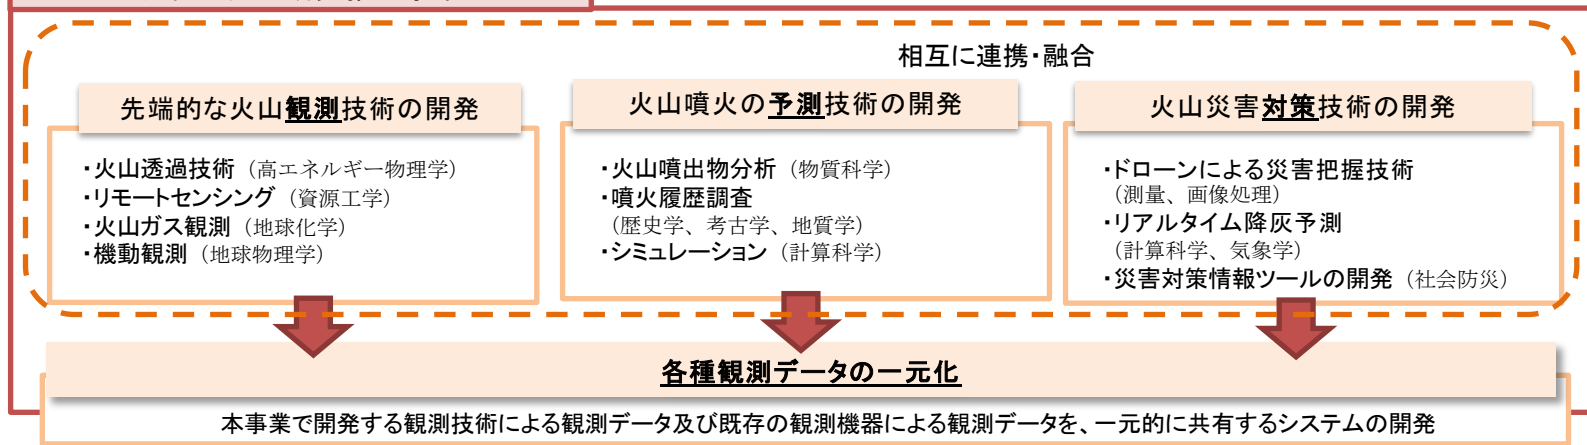 相互に連携・融合
先端的な火山観測技術の開発
・火山透過技術（高エネルギー物理学）
・リモートセンシング（資源工学）
・火山ガス観測（地球化学）
・機動観測（地球物理学）
火山噴火の予測技術の開発
・火山噴出物分析（物質科学）
・噴火履歴調査
（歴史学、考古学、地質学）
・シミュレーション（計算科学）
火山災害対策技術の開発
・ドローンによる災害把握技術
（測量、画像処理）
・リアルタイム降灰予測
（計算科学、気象学）
・災害対策情報ツールの開発（社会防災）
各種観測データの一元化
本事業で開発する観測技術による観測データ及び既存の観測機器による観測データを、一元的に共有するシステムの開発